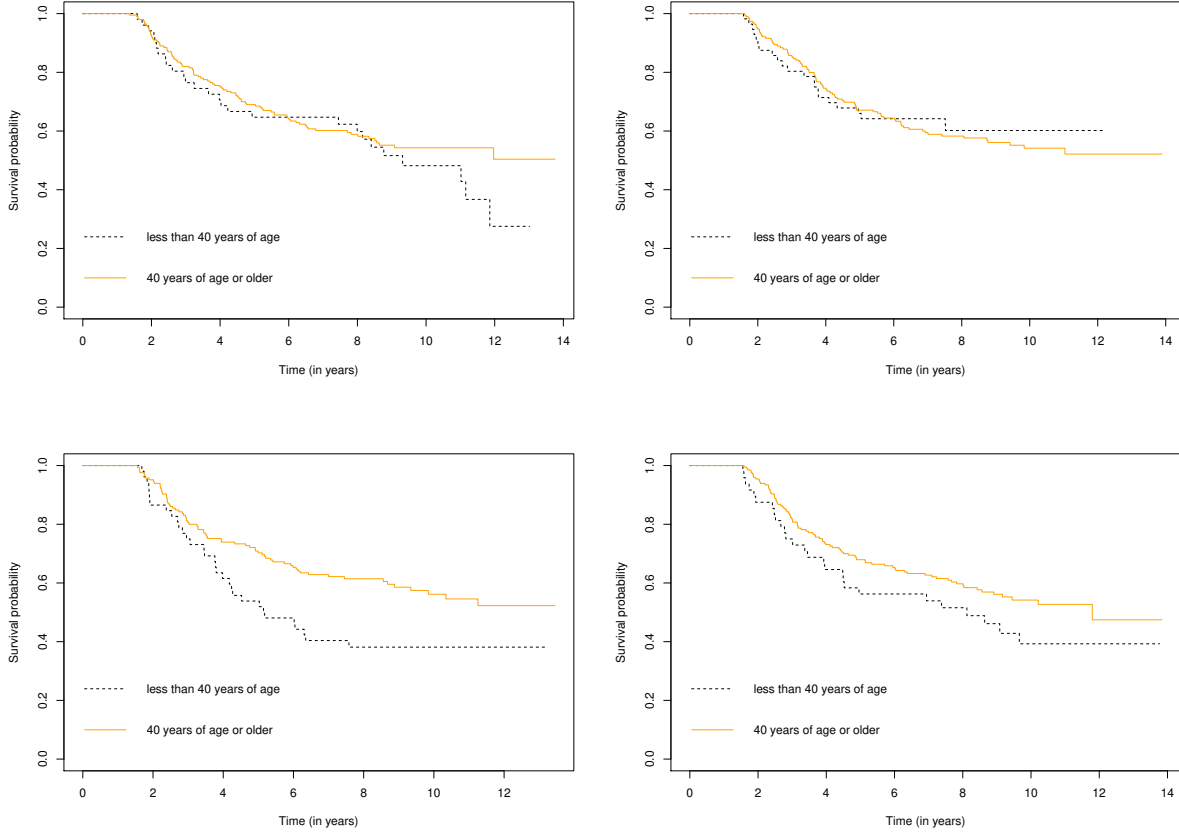 1.0
0.8
0.6
0.4
0.2
0.0
Survival probability
less than 40 years of age
40 years of age or older
0 2 4 6 8 10 12 14
Time (in years)
1.0
0.8
0.6
0.4
0.2
0.0
Survival probability
less than 40 years of age
40 years of age or older
0 2 4 6 8 10 12 14
Time (in years)
1.0
0.8
0.6
0.4
0.2
0.0
Survival probability
less than 40 years of age
40 years of age or older
0 2 4 6 8 10 12
Time (in years)
1.0
0.8
0.6
0.4
0.2
0.0
Survival probability
less than 40 years of age
40 years of age or older
0 2 4 6 8 10 12 14
Time (in years)